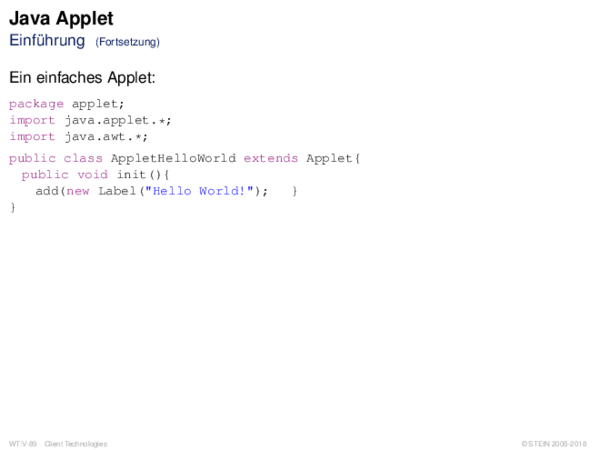 Java Applet
Einführung (Fortsetzung)
Ein einfaches Applet:
package applet;
import java.applet.*;
import java.awt.*;
public class AppletHelloWorld extends Applet{
public void init(){
add(new Label("Hello World!"); }
}
WT:V-89 Client Technologies © STEIN 2005-2018